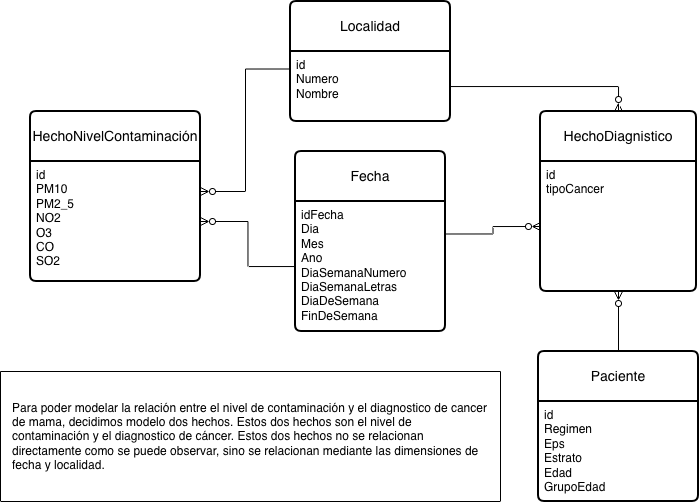 Localidad
id
Numero
Nombre
HechoNivelContaminación
id
PM10
PM2_5
NO2
O3
CO
SO2
Fecha
idFecha
Dia
Mes
Ano
DiaSemanaNumero
DiaSemanaLetras
DiaDeSemana
FinDeSemana
HechoDiagnistico
id
tipoCancer
Paciente
id
Regimen
Eps
Estrato
Edad
GrupoEdad
Para poder modelar la relación entre el nivel de contaminación y el diagnostico de cancer
de mama, decidimos modelo dos hechos. Estos dos hechos son el nivel de
contaminación y el diagnostico de cáncer. Estos dos hechos no se relacionan
directamente como se puede observar, sino se relacionan mediante las dimensiones de
fecha y localidad.